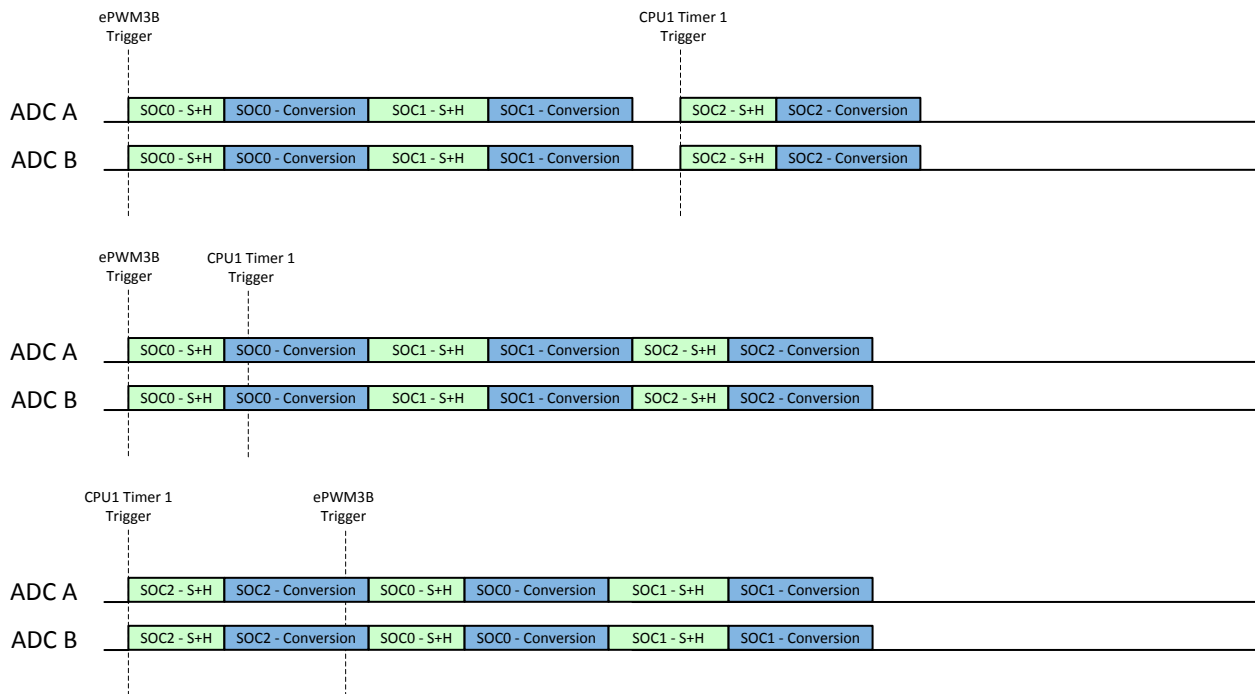 ePWM3B
Trigger
CPU1 Timer 1
Trigger
ADC A
SOC0 - S+H
SOC0 - Conversion
SOC1 - S+H
SOC1 - Conversion
SOC2 - S+H
SOC2 - Conversion
ADC B
SOC0 - S+H
SOC0 - Conversion
SOC1 - S+H
SOC1 - Conversion
SOC2 - S+H
SOC2 - Conversion
ePWM3B
Trigger
CPU1 Timer 1
Trigger
ADC A
SOC0 - S+H
SOC0 - Conversion
SOC1 - S+H
SOC1 - Conversion
SOC2 - S+H
SOC2 - Conversion
ADC B
SOC0 - S+H
SOC0 - Conversion
SOC1 - S+H
SOC1 - Conversion
SOC2 - S+H
SOC2 - Conversion
CPU1 Timer 1
Trigger
ePWM3B
Trigger
ADC A
SOC2 - S+H
SOC2 - Conversion
SOC0 - S+H
SOC0 - Conversion
SOC1 - S+H
SOC1 - Conversion
ADC B
SOC2 - S+H
SOC2 - Conversion
SOC0 - S+H
SOC0 - Conversion
SOC1 - S+H
SOC1 - Conversion